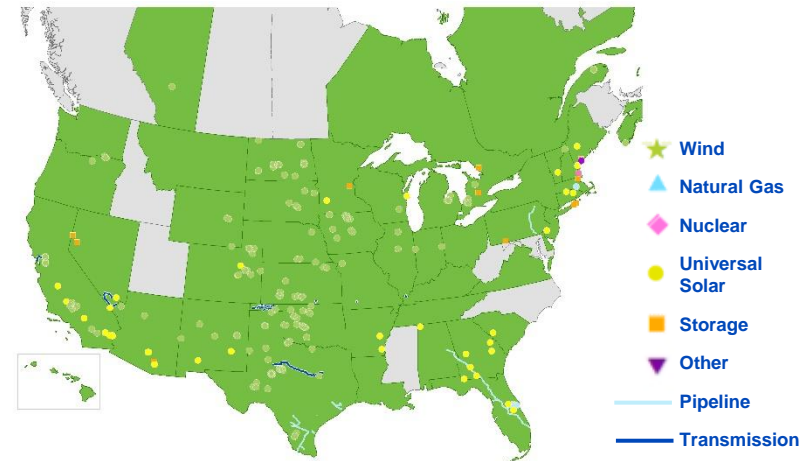 Wind
Natural Gas
Nuclear
Universal
Solar
Storage
Other
Pipeline
Transmission